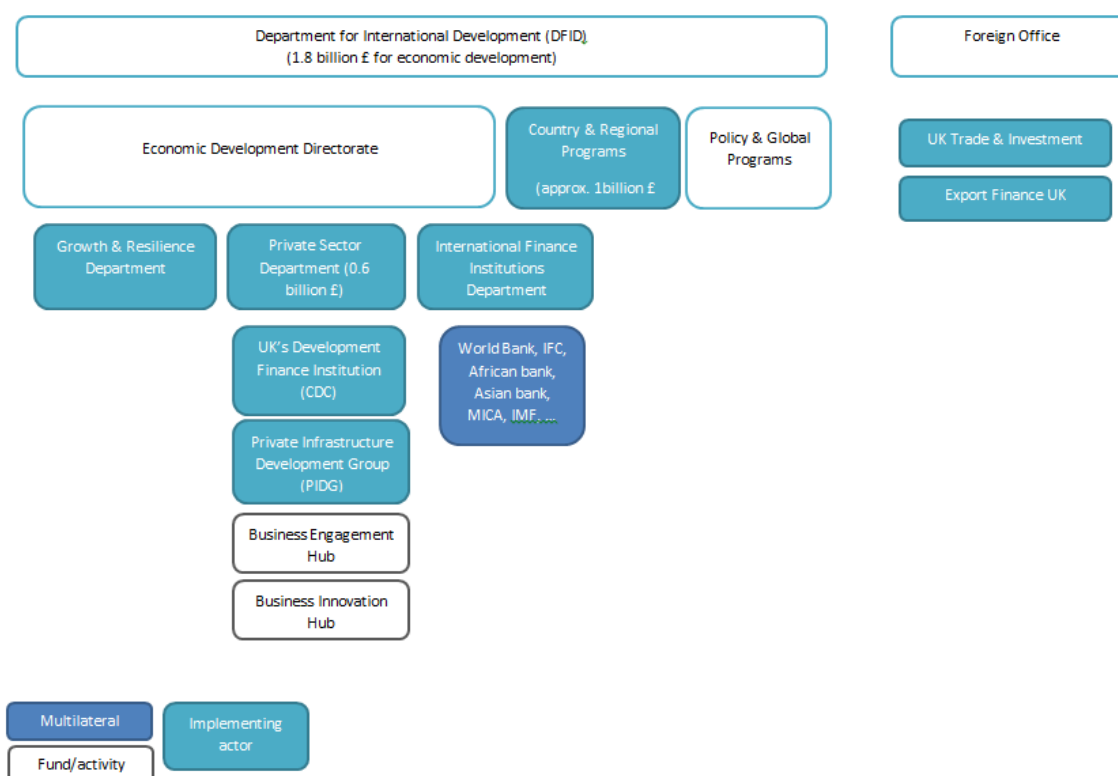 Department for International Development (DFID)
(1.8 billion £ for economic development)
Foreign Office
Economic Development Directorate
Country & Regional
Programs
(approx. 1billion £
Policy & Global
Programs
UK Trade & Investment
Export Finance UK
Growth & Resilience
Department
Private Sector
Department (0.6
billion £)
International Finance
Institutions
Department
UK's Development
Finance Institution
(CDC)
World Bank, IFC,
African bank,
Asian bank,
MICA, IMF, ...
Private Infrastructure
Development Group
(PIDG)
Business Engagement
Hub
Business Innovation
Hub
Multilateral
Implementing
actor
Fund/activity